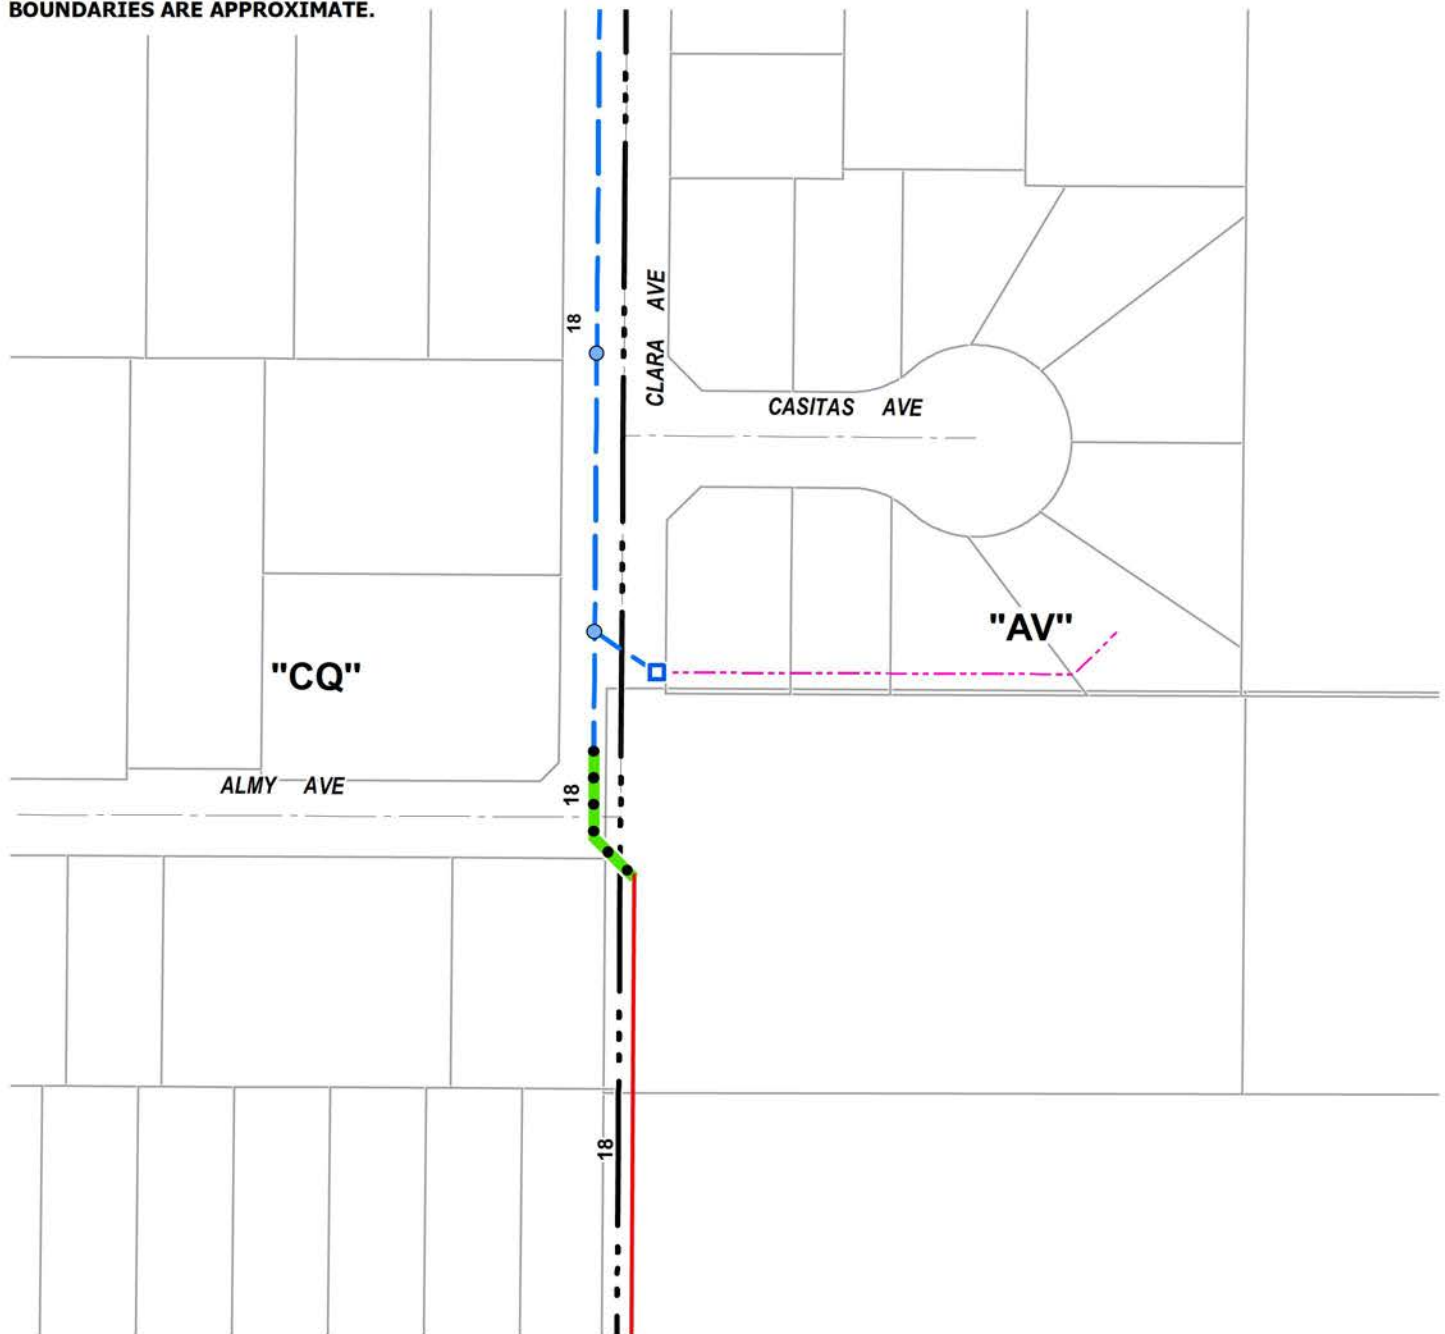 BOUNDARIES ARE APPROXIMATE.
18
CLARA AVE
CASITAS AVE
"AV"
"CQ"
ALMY AVE
18
18